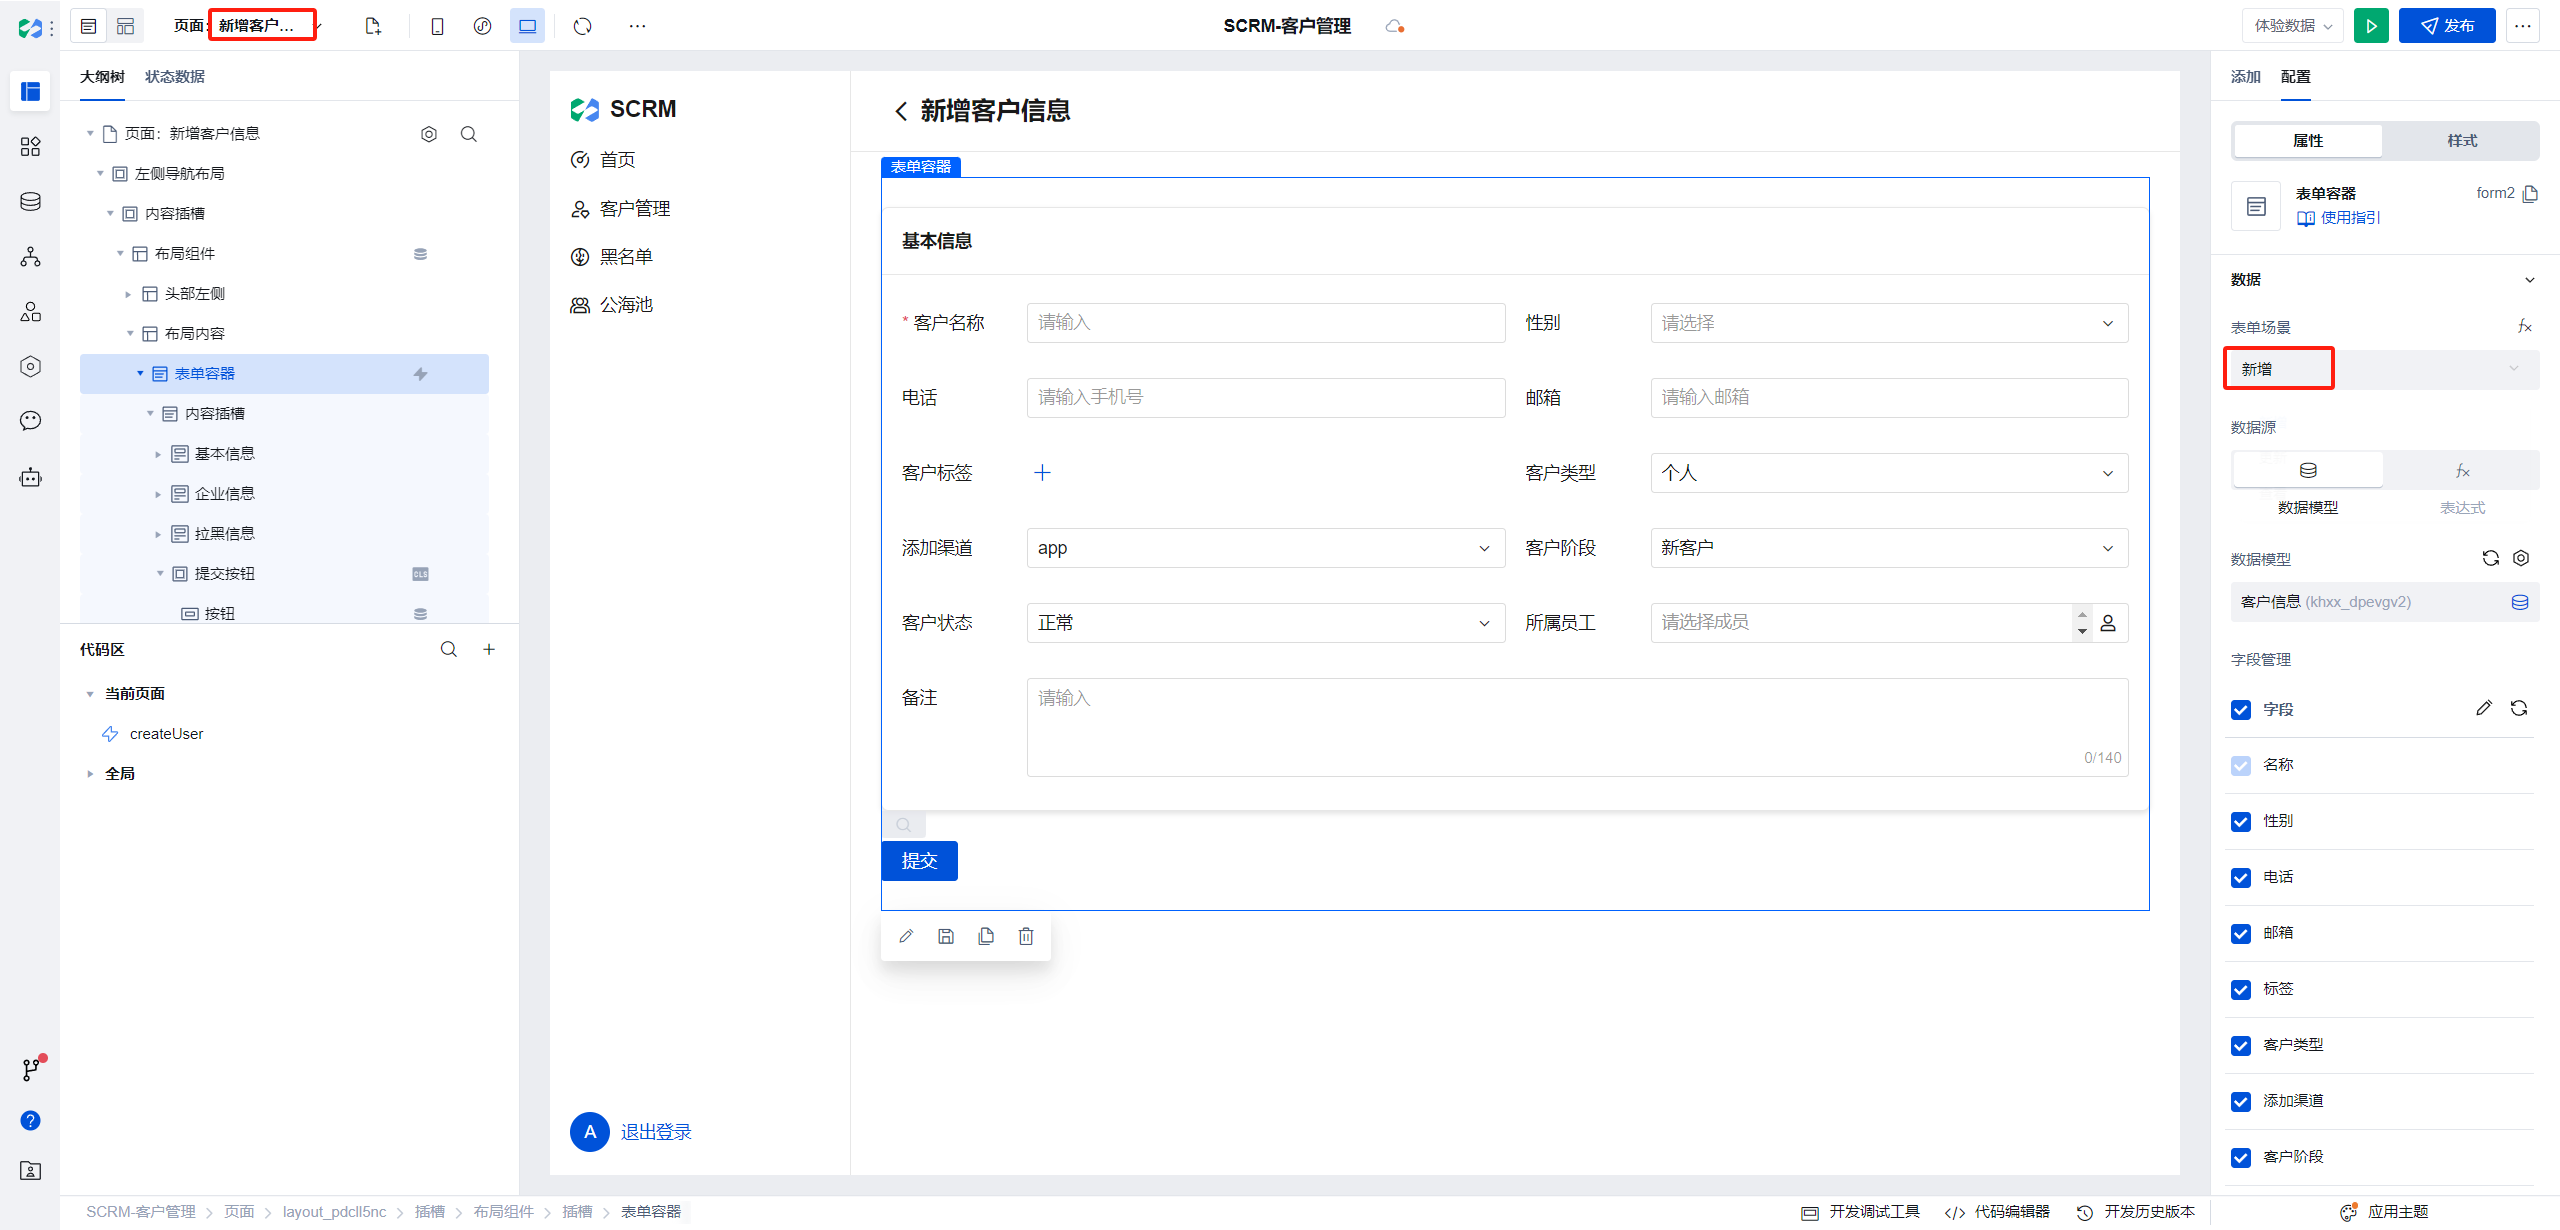 页面: 新增客户...
SCRM-客户管理
体验数据
发布
大纲树 状态数据
页面: 新增客户信息
左侧导航布局
内容插槽
布局组件
头部左侧
布局内容
表单容器
内容插槽
基本信息
企业信息
拉黑信息
提交按钮
CLS
按钮
代码区
当前页面
createUser
全局
SCRM
首页
客户管理
黑名单
公海池
A 退出登录
新增客户信息
表单容器
基本信息
* 客户名称 请输入 性别 请选择
电话 请输入手机号 邮箱 请输入邮箱
客户标签 客户类型 个人
添加渠道 app 客户阶段 新客户
客户状态 正常 所属员工 请选择成员
备注 请输入
0/140
提交
添加 配置
属性 样式
表单容器 form2
使用指引
数据
表单场景 fx
新增
数据源
fx
数据模型 表达式
数据模型
客户信息 (khxx_dpevgv2)
字段管理
字段
名称
性别
电话
邮箱
标签
客户类型
添加渠道
客户阶段
SCRM-客户管理 > 页面 > layout_pdcll5nc > 插槽 > 布局组件 > 插槽 > 表单容器
开发调试工具 </> 代码编辑器 开发历史版本 应用主题